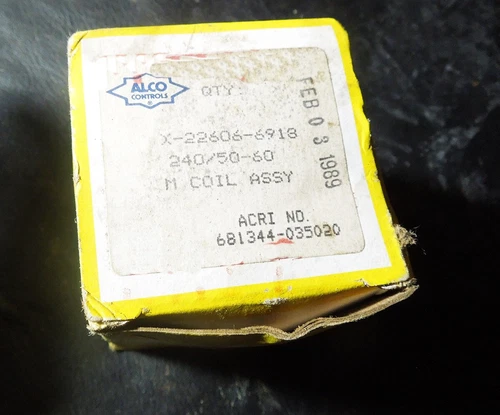 ALCO
CONTROLS
®
QTY:
X-22606-6918
240/50-60
M COIL ASSY
ACRI NO.
681344-035020
FEB 03 1989